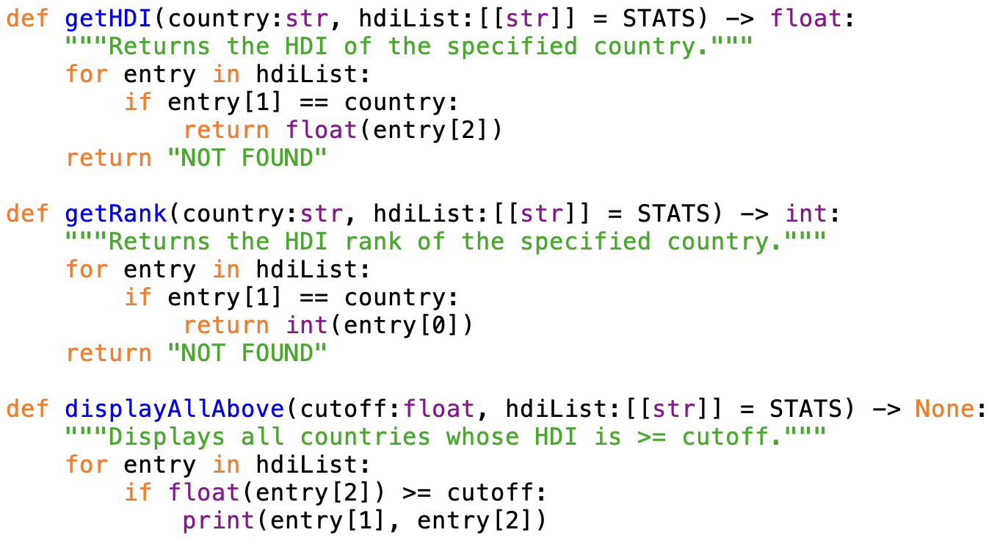 def getHDI(country:str, hdiList:[[str]] = STATS) -> float:
    """Returns the HDI of the specified country."""
    for entry in hdiList:
        if entry[1] == country:
            return float(entry[2])
    return "NOT FOUND"

def getRank(country:str, hdiList:[[str]] = STATS) -> int:
    """Returns the HDI rank of the specified country."""
    for entry in hdiList:
        if entry[1] == country:
            return int(entry[0])
    return "NOT FOUND"

def displayAllAbove(cutoff:float, hdiList:[[str]] = STATS) -> None:
    """Displays all countries whose HDI is >= cutoff."""
    for entry in hdiList:
        if float(entry[2]) >= cutoff:
            print(entry[1], entry[2])